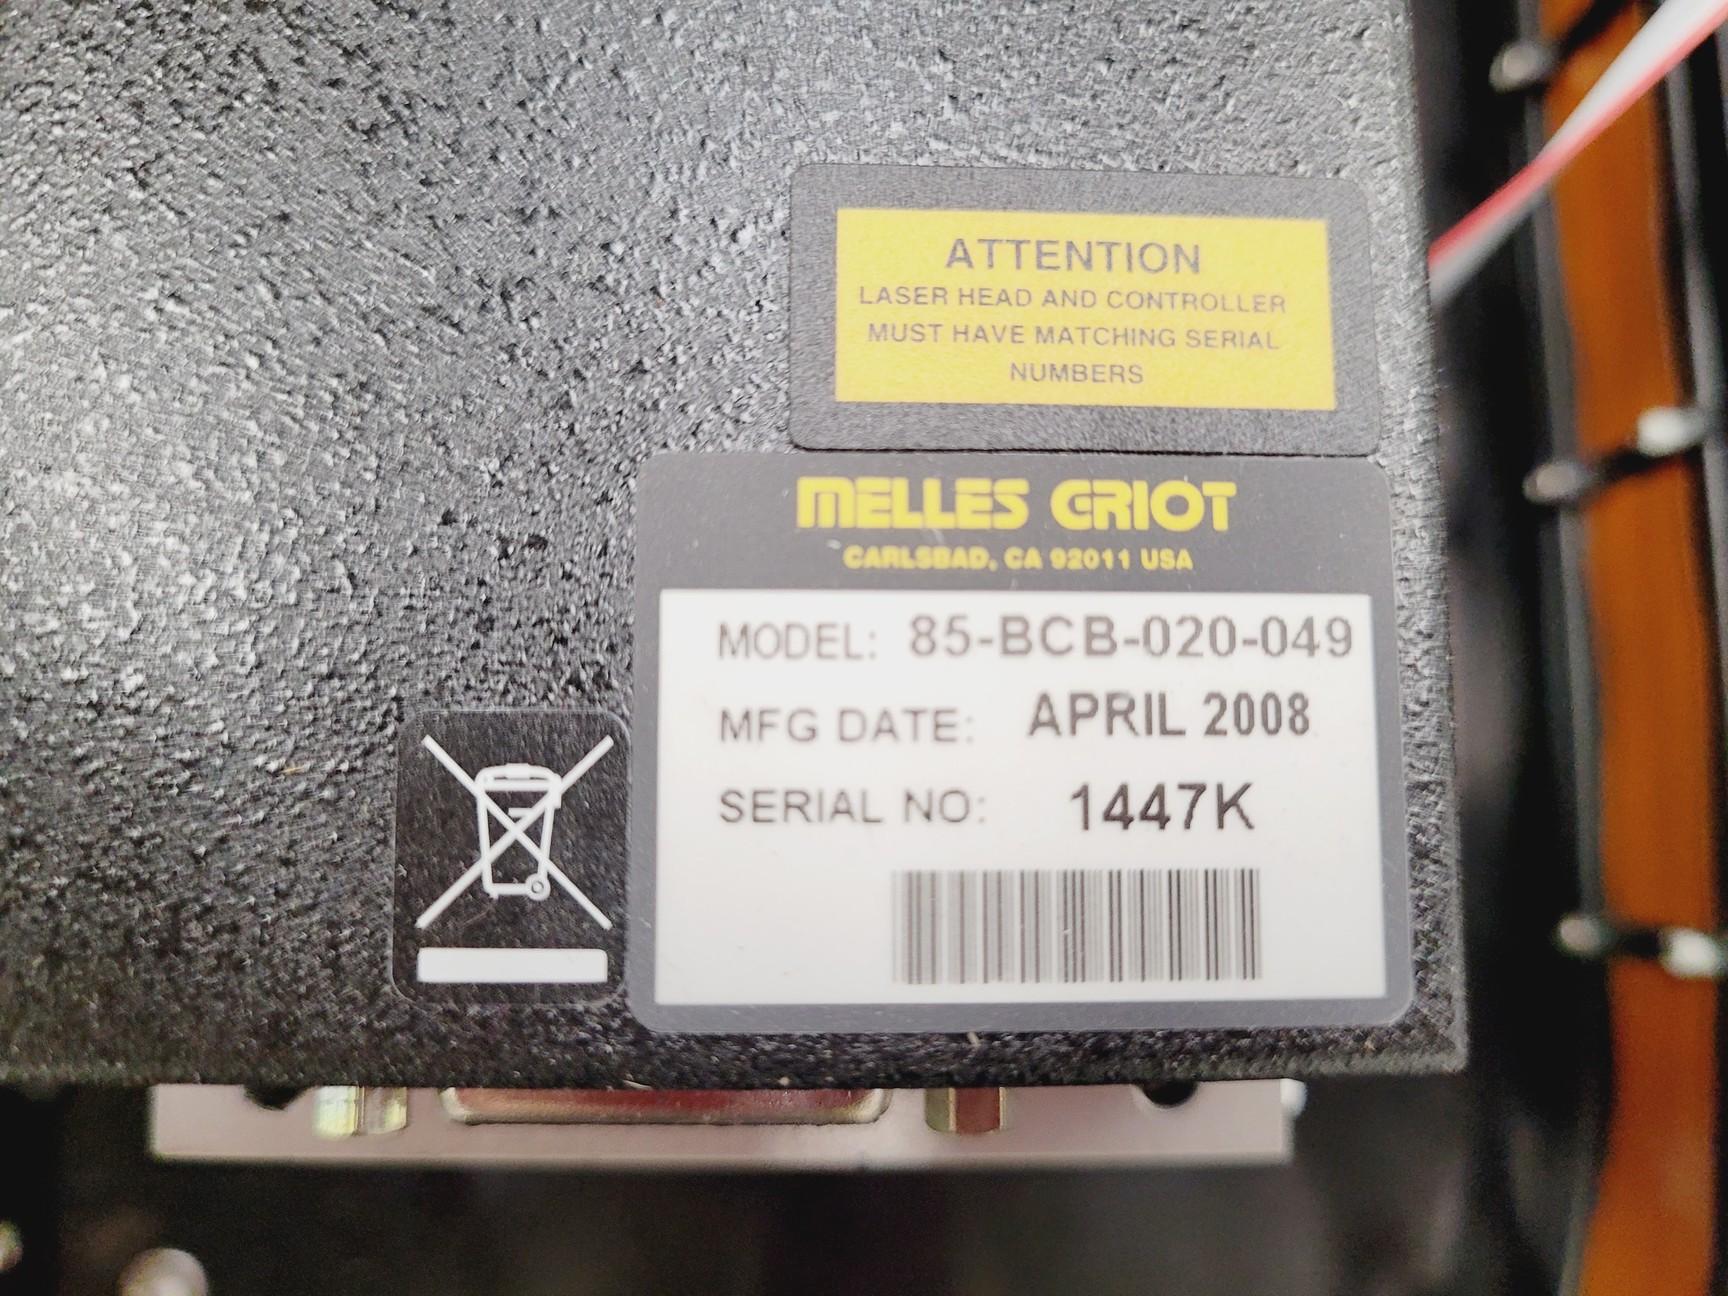 ATTENTION
LASER HEAD AND CONTROLLER
MUST HAVE MATCHING SERIAL
NUMBERS
MELLES GRIOT
CARLSBAD, CA 92011 USA
MODEL: 85-BCB-020-049
MFG DATE: APRIL 2008
SERIAL NO: 1447K